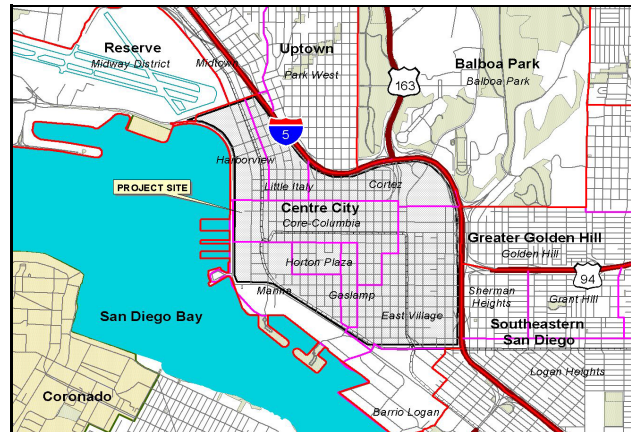 Reserve
Midway District
Midtown
Uptown
Park West
Balboa Park
Balboa Park
163
5
Harborview
Little Italy
Cortez
PROJECT SITE
Centre City
Core-Columbia
Greater Golden Hill
Golden Hill
Horton Plaza
94
Marina
Gaslamp
Sherman
Heights
Grant Hill
San Diego Bay
East Village
Southeastern
San Diego
Logan Heights
Coronado
Barrio Logan